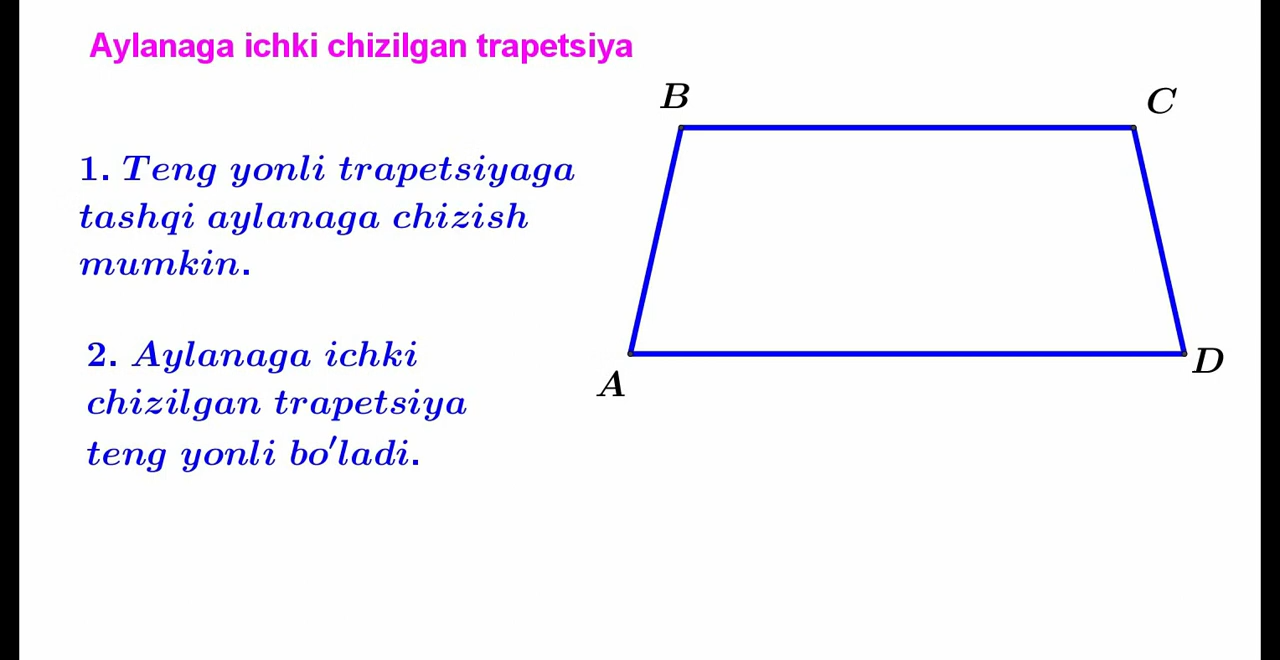 Aylanaga ichki chizilgan trapetsiya
1. Teng yonli trapetsiyaga
tashqi aylanaga chizish
mumkin.
2. Aylanaga ichki
chizilgan trapetsiya
teng yonli bo'ladi.
B
C
A
D